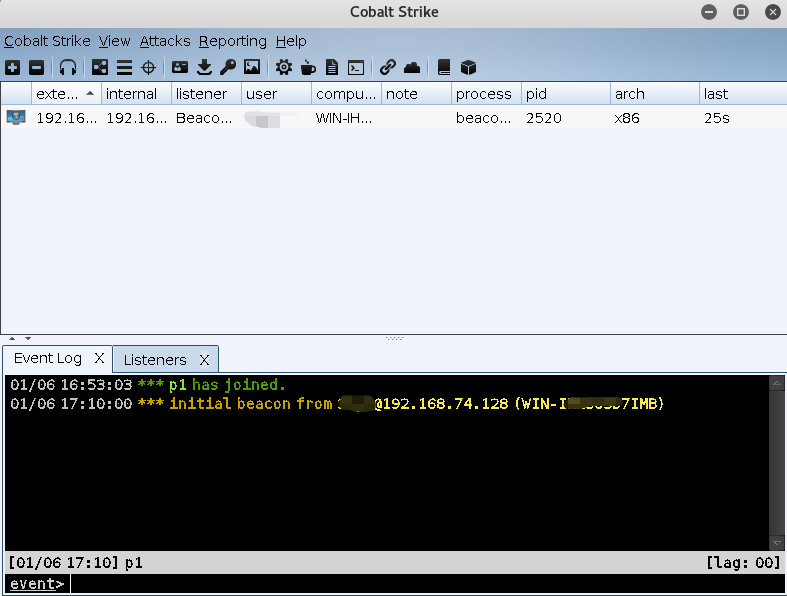 Cobalt Strike
Cobalt Strike View Attacks Reporting Help
exte... internal listener user compu... note process pid arch last
192.16... 192.16... Beaco... WIN-IH... beaco... 2520 x86 25s
Event Log X Listeners X
01/06 16:53:03 *** p1 has joined.
01/06 17:10:00 *** initial beacon from @192.168.74.128 (WIN-I 7IMB)
[01/06 17:10] p1 [lag: 00]
event>